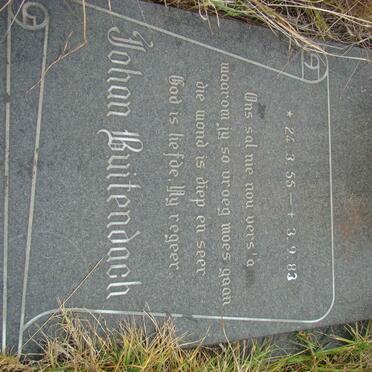 * 24.3.55 — † 3.9.83
Ons sal nie nou vers'a
waarom jy so vroeg moes gaan
die wond is diep en seer
God is liefde, Hy regeer.
Johan Buitendach